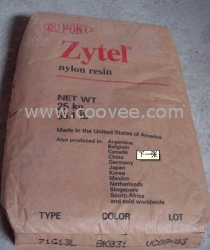 DUPONT
Zytel®
nylon resin
www.coovee.com
NET WT
25 kg
Made in the United States of America
Also produced in: Argentina
Belgium
Canada
China
Germany
Japan
Korea
Mexico
Netherlands
Singapore
South Africa
and sold worldwide
TYPE COLOR LOT
71G13L BK031